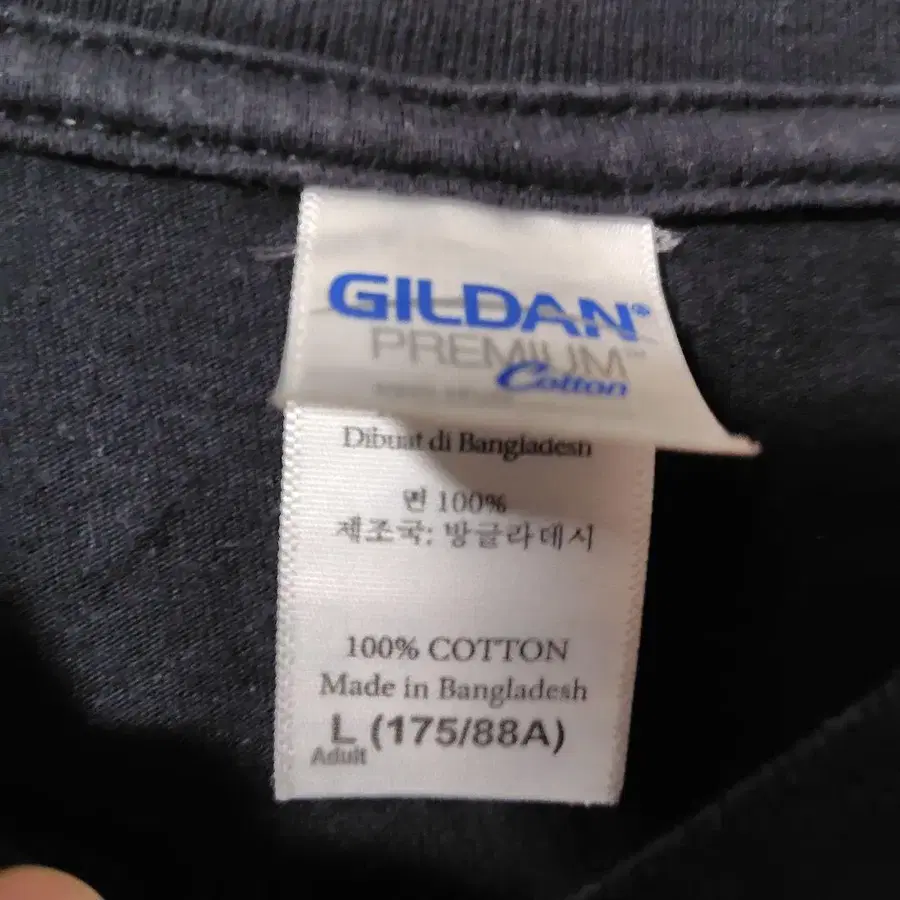 GILDAN®
PREMIUM™
Cotton
Dibuat di Bangladesh
면 100%
제조국: 방글라데시
100% COTTON
Made in Bangladesh
L (175/88A)
Adult